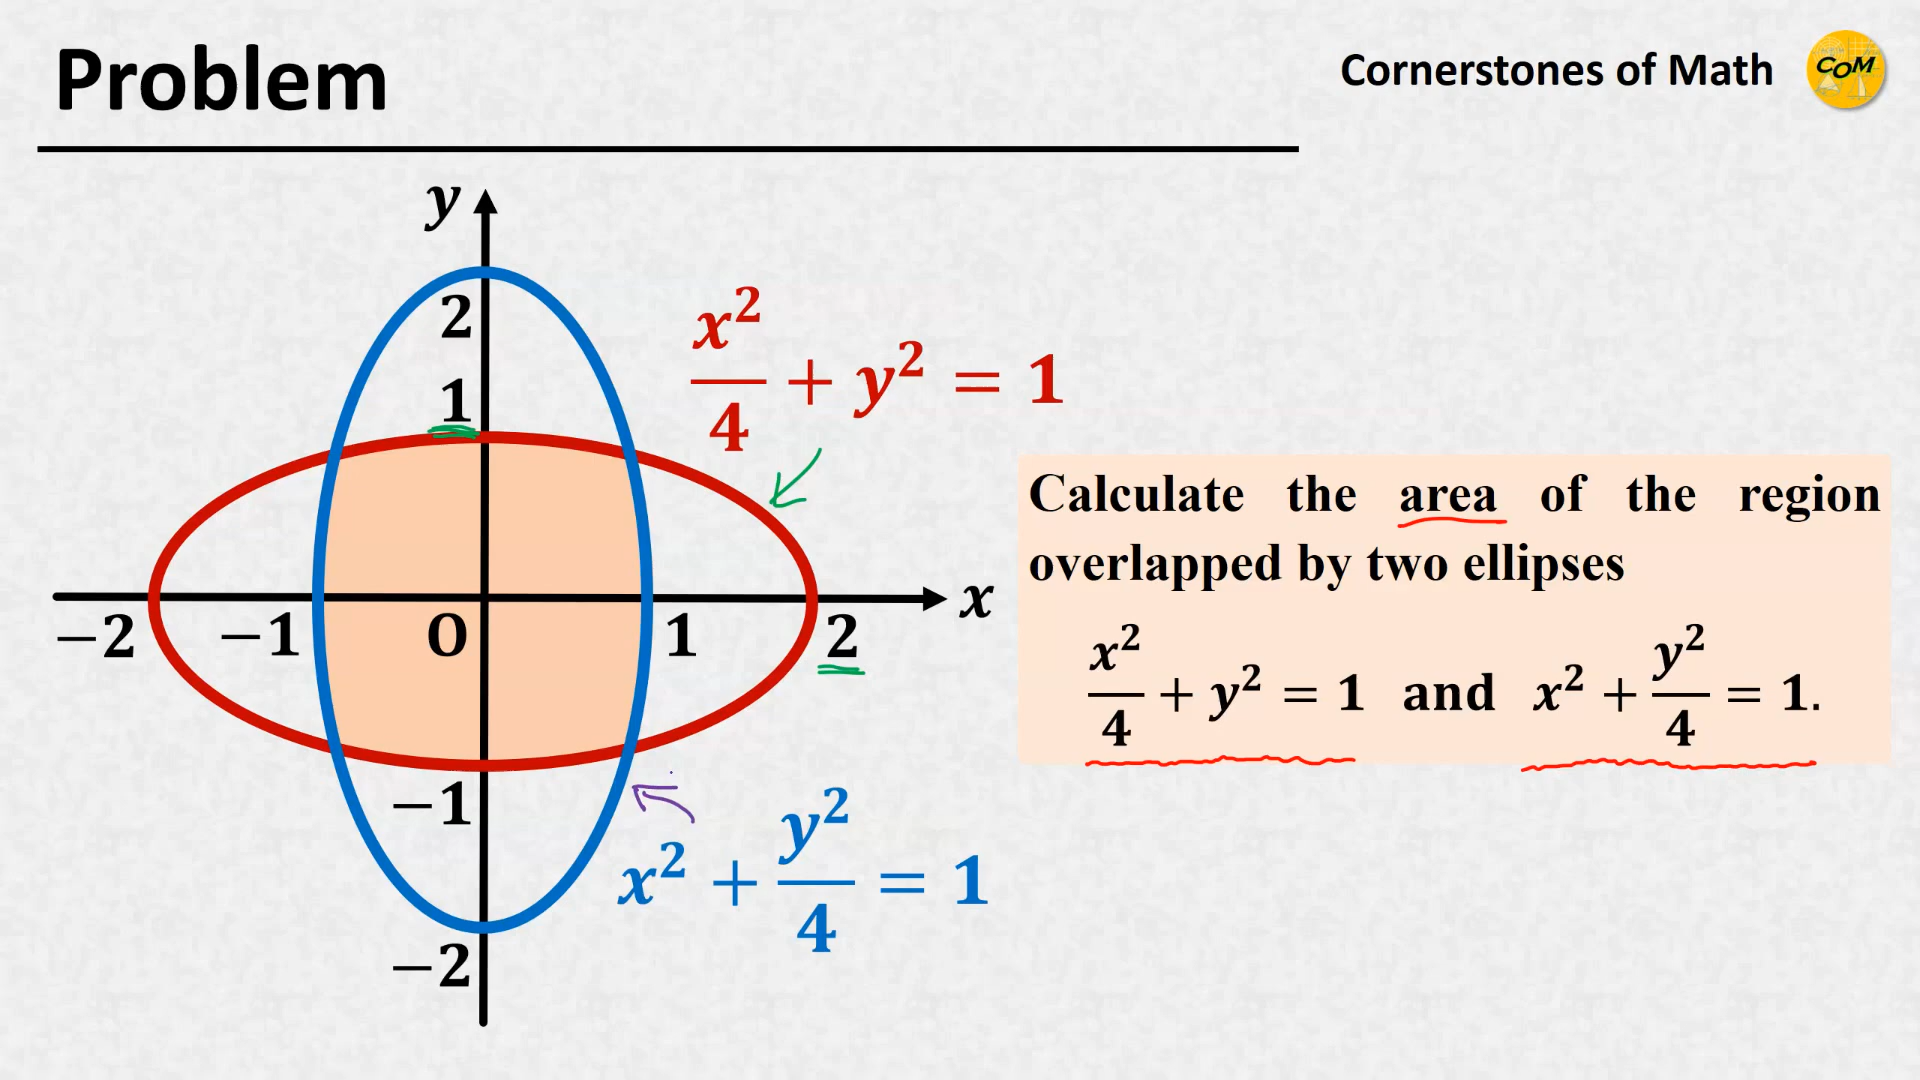 Problem
Cornerstones of Math
COM
y
2
1
x²/4 + y² = 1
Calculate the area of the region
overlapped by two ellipses
x²/4 + y² = 1 and x² + y²/4 = 1.
−2 −1 O 1 2 x
−1
x² + y²/4 = 1
−2